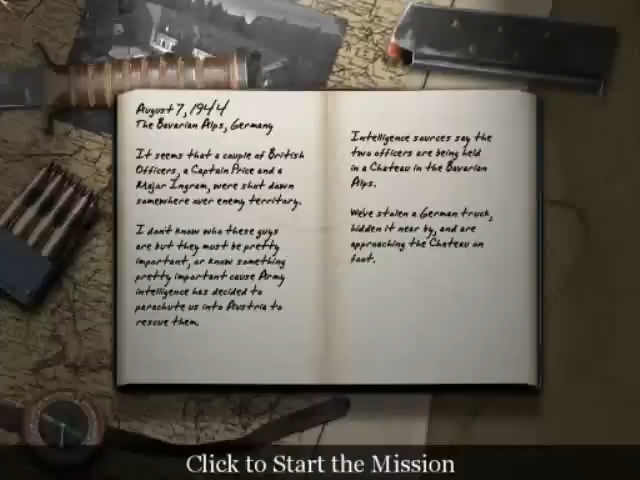 August 7, 1944
The Bavarian Alps, Germany
It seems that a couple of British
Officers, a Captain Price and a
Major Ingram, were shot down
somewhere over enemy territory.
I don't know who these guys
are but they must be pretty
important, or know something
pretty important cause Army
intelligence has decided to
parachute us into Austria to
rescue them.
Intelligence sources say the
two officers are being held
in a Chateau in the Bavarian
Alps.
We've stolen a German truck,
hidden it near by, and are
approaching the Chateau on
foot.
Click to Start the Mission